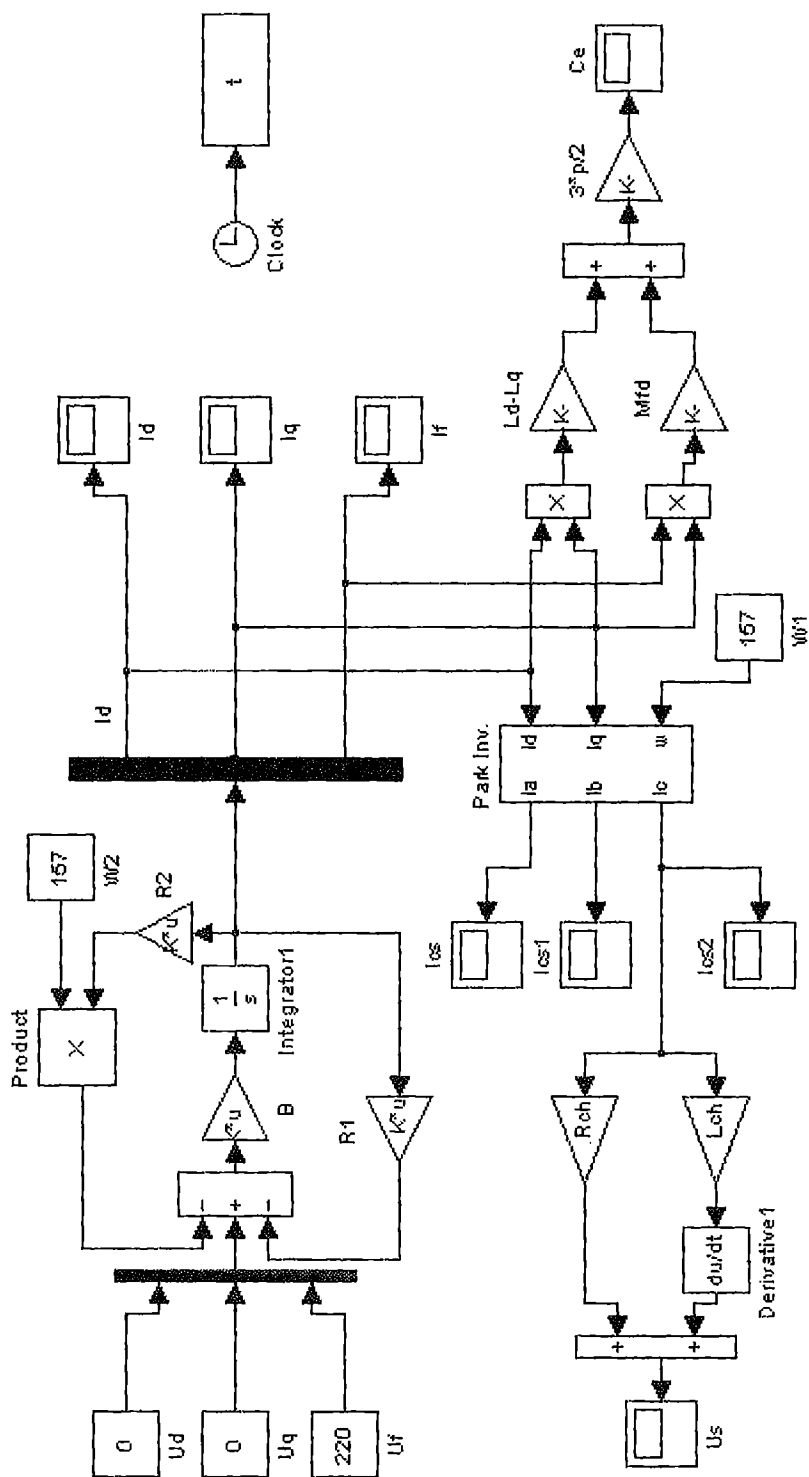 Product
×
157
W2
K*u
R2
0
Ud
0
Uq
220
Uf
-
+
-
K*u
B
1
s
Integrator1
K*u
R1
Id
Id
Iq
If
t
Clock
Us
+
+
Rch
Lch
du/dt
Derivative1
Ics
Ics1
Ics2
Park Inv.
Ia
Ib
Ic
Id
Iq
w
157
W1
×
×
K-
Ld-Lq
K-
Mfd
+
+
K-
3*p/2
Ce